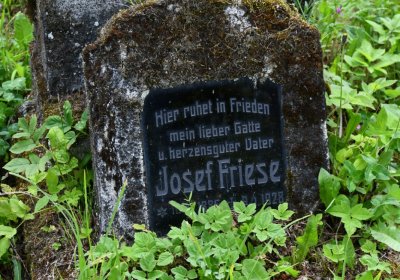 Hier ruhet in Frieden
mein lieber Gatte
u. herzensguter Vater
Josef Friese